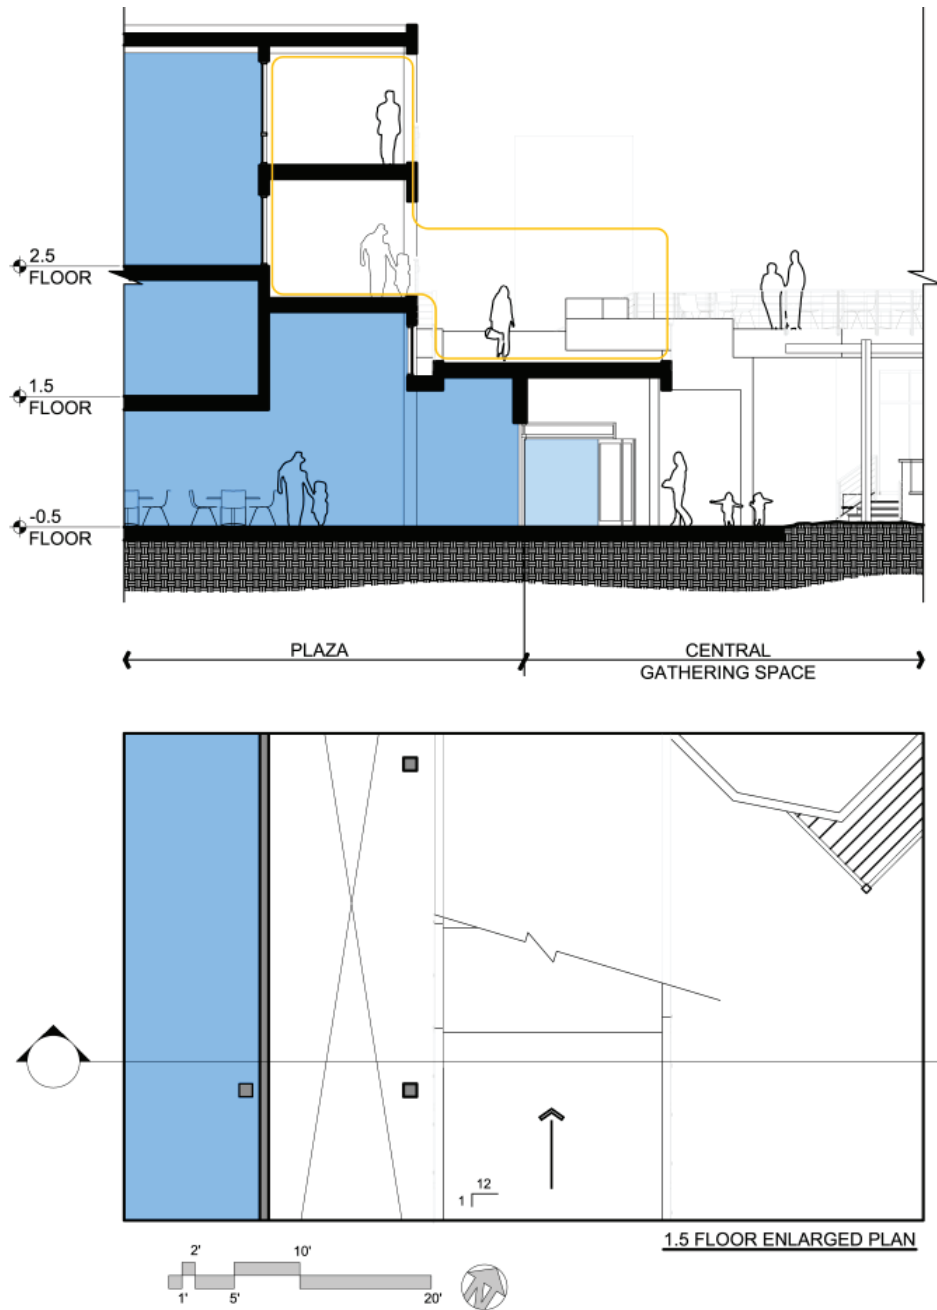 2.5
FLOOR
1.5
FLOOR
-0.5
FLOOR
PLAZA
CENTRAL
GATHERING SPACE
12
1
1.5 FLOOR ENLARGED PLAN
2'
10'
1'
5'
20'
N